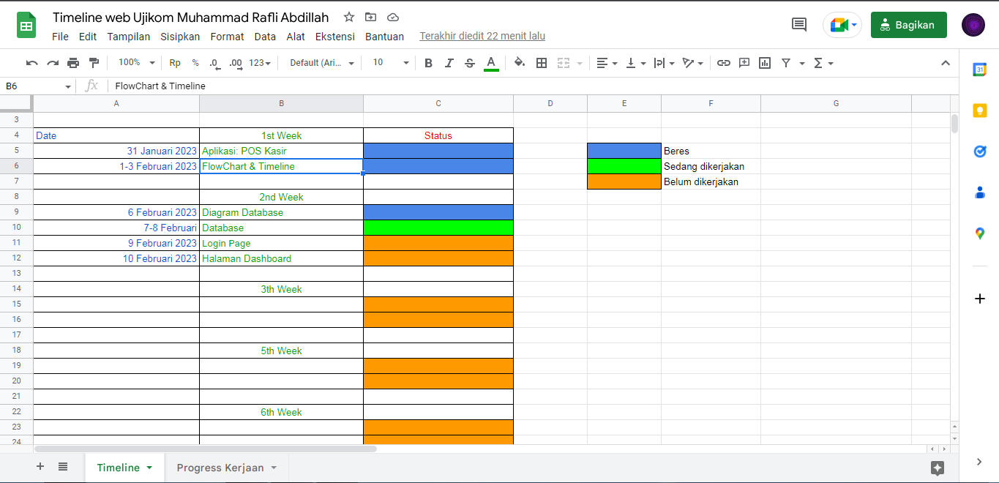 Timeline web Ujikom Muhammad Rafli Abdillah
File Edit Tampilan Sisipkan Format Data Alat Ekstensi Bantuan Terakhir diedit 22 menit lalu
Bagikan
100% Rp % .0 .00 123 Default (Ari... 10 B I S A
31
B6 fx FlowChart & Timeline
A B C D E F G
3
4 Date 1st Week Status
5 31 Januari 2023 Aplikasi: POS Kasir Beres
6 1-3 Februari 2023 FlowChart & Timeline Sedang dikerjakan
7 Belum dikerjakan
8 2nd Week
9 6 Februari 2023 Diagram Database
10 7-8 Februari Database
11 9 Februari 2023 Login Page
12 10 Februari 2023 Halaman Dashboard
13
14 3th Week
15
16
17
18 5th Week
19
20
21
22 6th Week
23
24
Timeline Progress Kerjaan